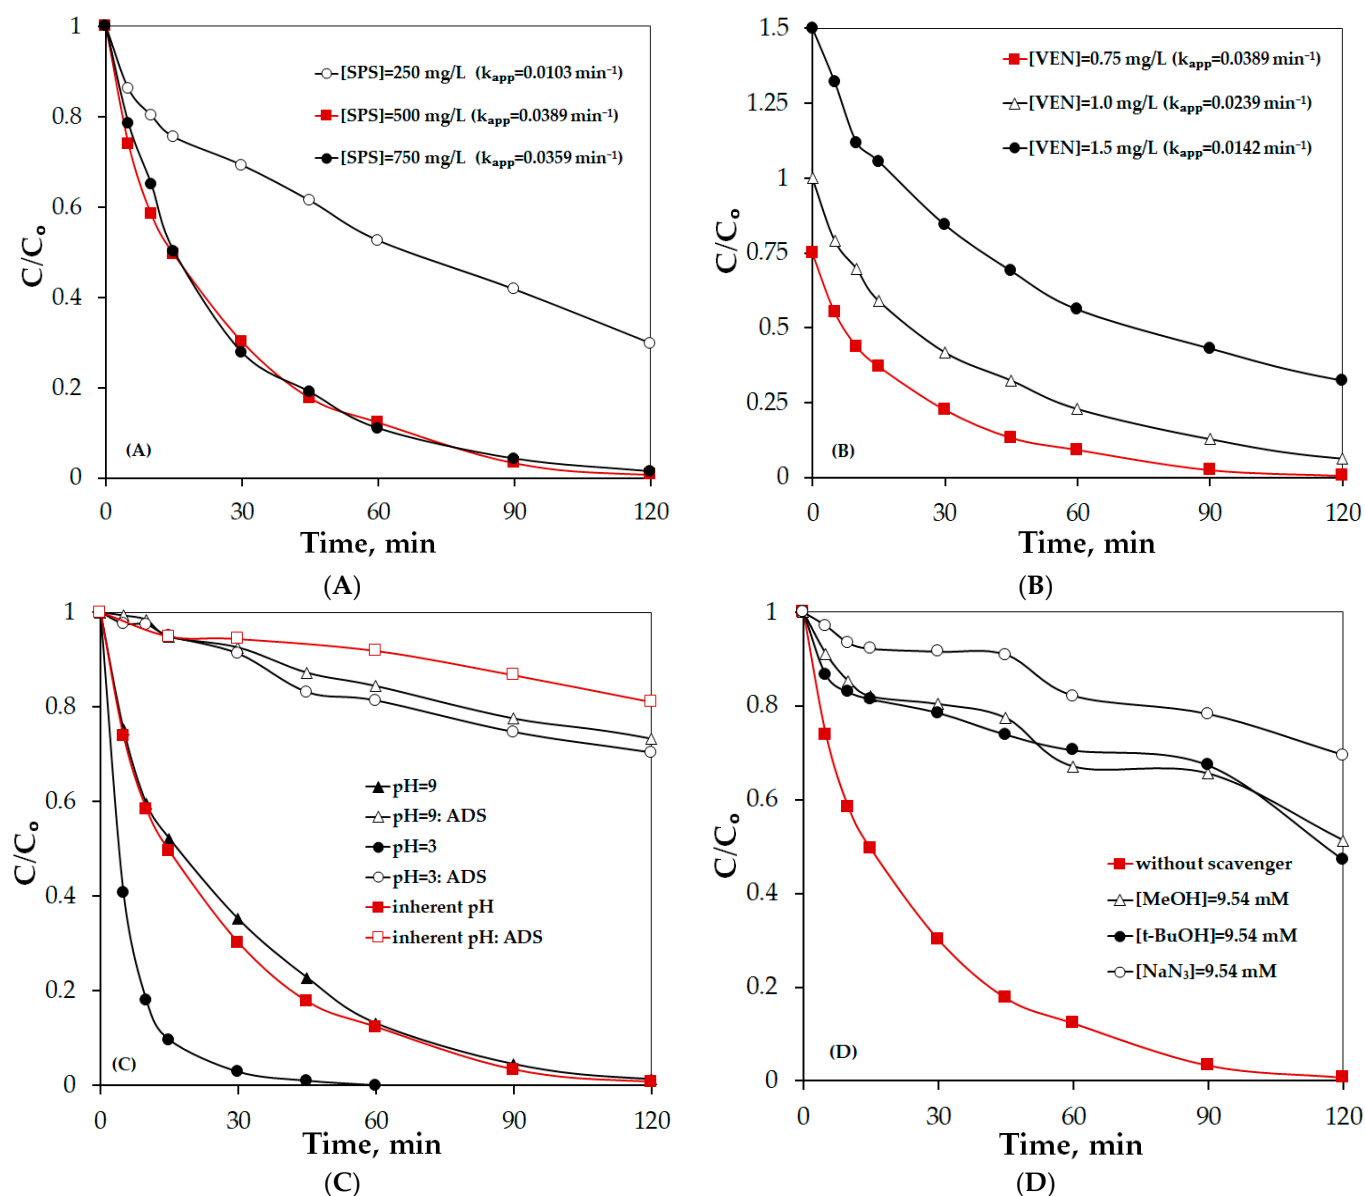 1
0.8
0.6
0.4
0.2
0
C/Cₒ
[SPS]=250 mg/L (kapp=0.0103 min⁻¹)
[SPS]=500 mg/L (kapp=0.0389 min⁻¹)
[SPS]=750 mg/L (kapp=0.0359 min⁻¹)
(A)
0 30 60 90 120
Time, min
(A)
1.5
1.25
1
0.75
0.5
0.25
0
C/Cₒ
[VEN]=0.75 mg/L (kapp=0.0389 min⁻¹)
[VEN]=1.0 mg/L (kapp=0.0239 min⁻¹)
[VEN]=1.5 mg/L (kapp=0.0142 min⁻¹)
(B)
0 30 60 90 120
Time, min
(B)
1
0.8
0.6
0.4
0.2
0
C/Cₒ
pH=9
pH=9: ADS
pH=3
pH=3: ADS
inherent pH
inherent pH: ADS
(C)
0 30 60 90 120
Time, min
(C)
1
0.8
0.6
0.4
0.2
0
C/Cₒ
without scavenger
[MeOH]=9.54 mM
[t-BuOH]=9.54 mM
[NaN₃]=9.54 mM
(D)
0 30 60 90 120
Time, min
(D)